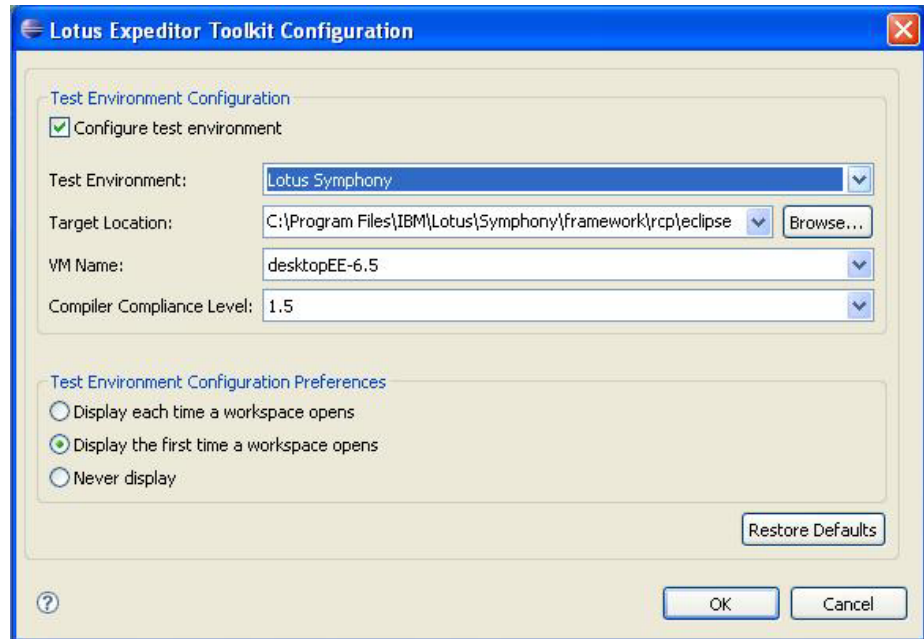 Lotus Expeditor Toolkit Configuration
Test Environment Configuration
Configure test environment
Test Environment: Lotus Symphony
Target Location: C:\Program Files\IBM\Lotus\Symphony\framework\rcp\eclipse Browse...
VM Name: desktopEE-6.5
Compiler Compliance Level: 1.5
Test Environment Configuration Preferences
Display each time a workspace opens
Display the first time a workspace opens
Never display
Restore Defaults
? OK Cancel